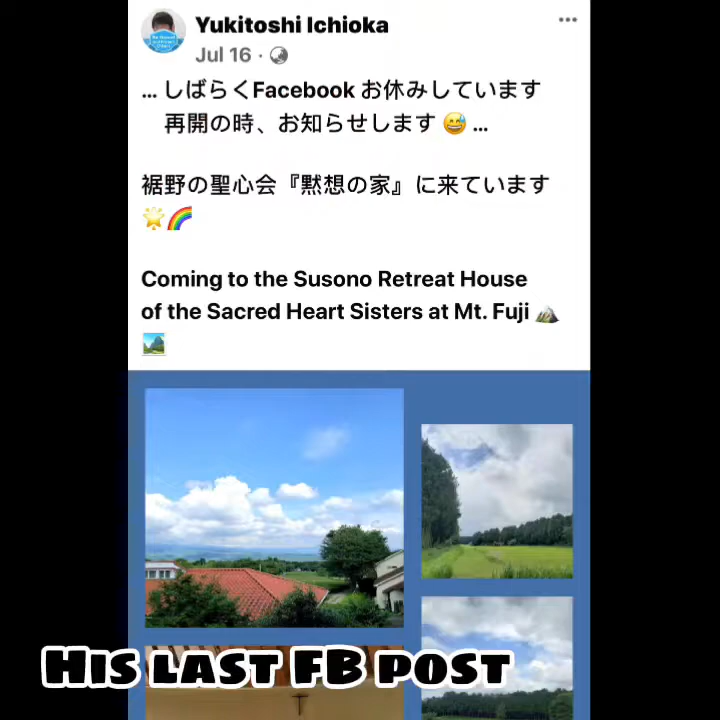 Yukitoshi Ichioka
Jul 16 ·
... しばらくFacebook お休みしています
再開の時、お知らせします 😅 ...
裾野の聖心会『黙想の家』に来ています
🌟🌈
Coming to the Susono Retreat House
of the Sacred Heart Sisters at Mt. Fuji ⛰️
🏞️
HIS LAST FB POST